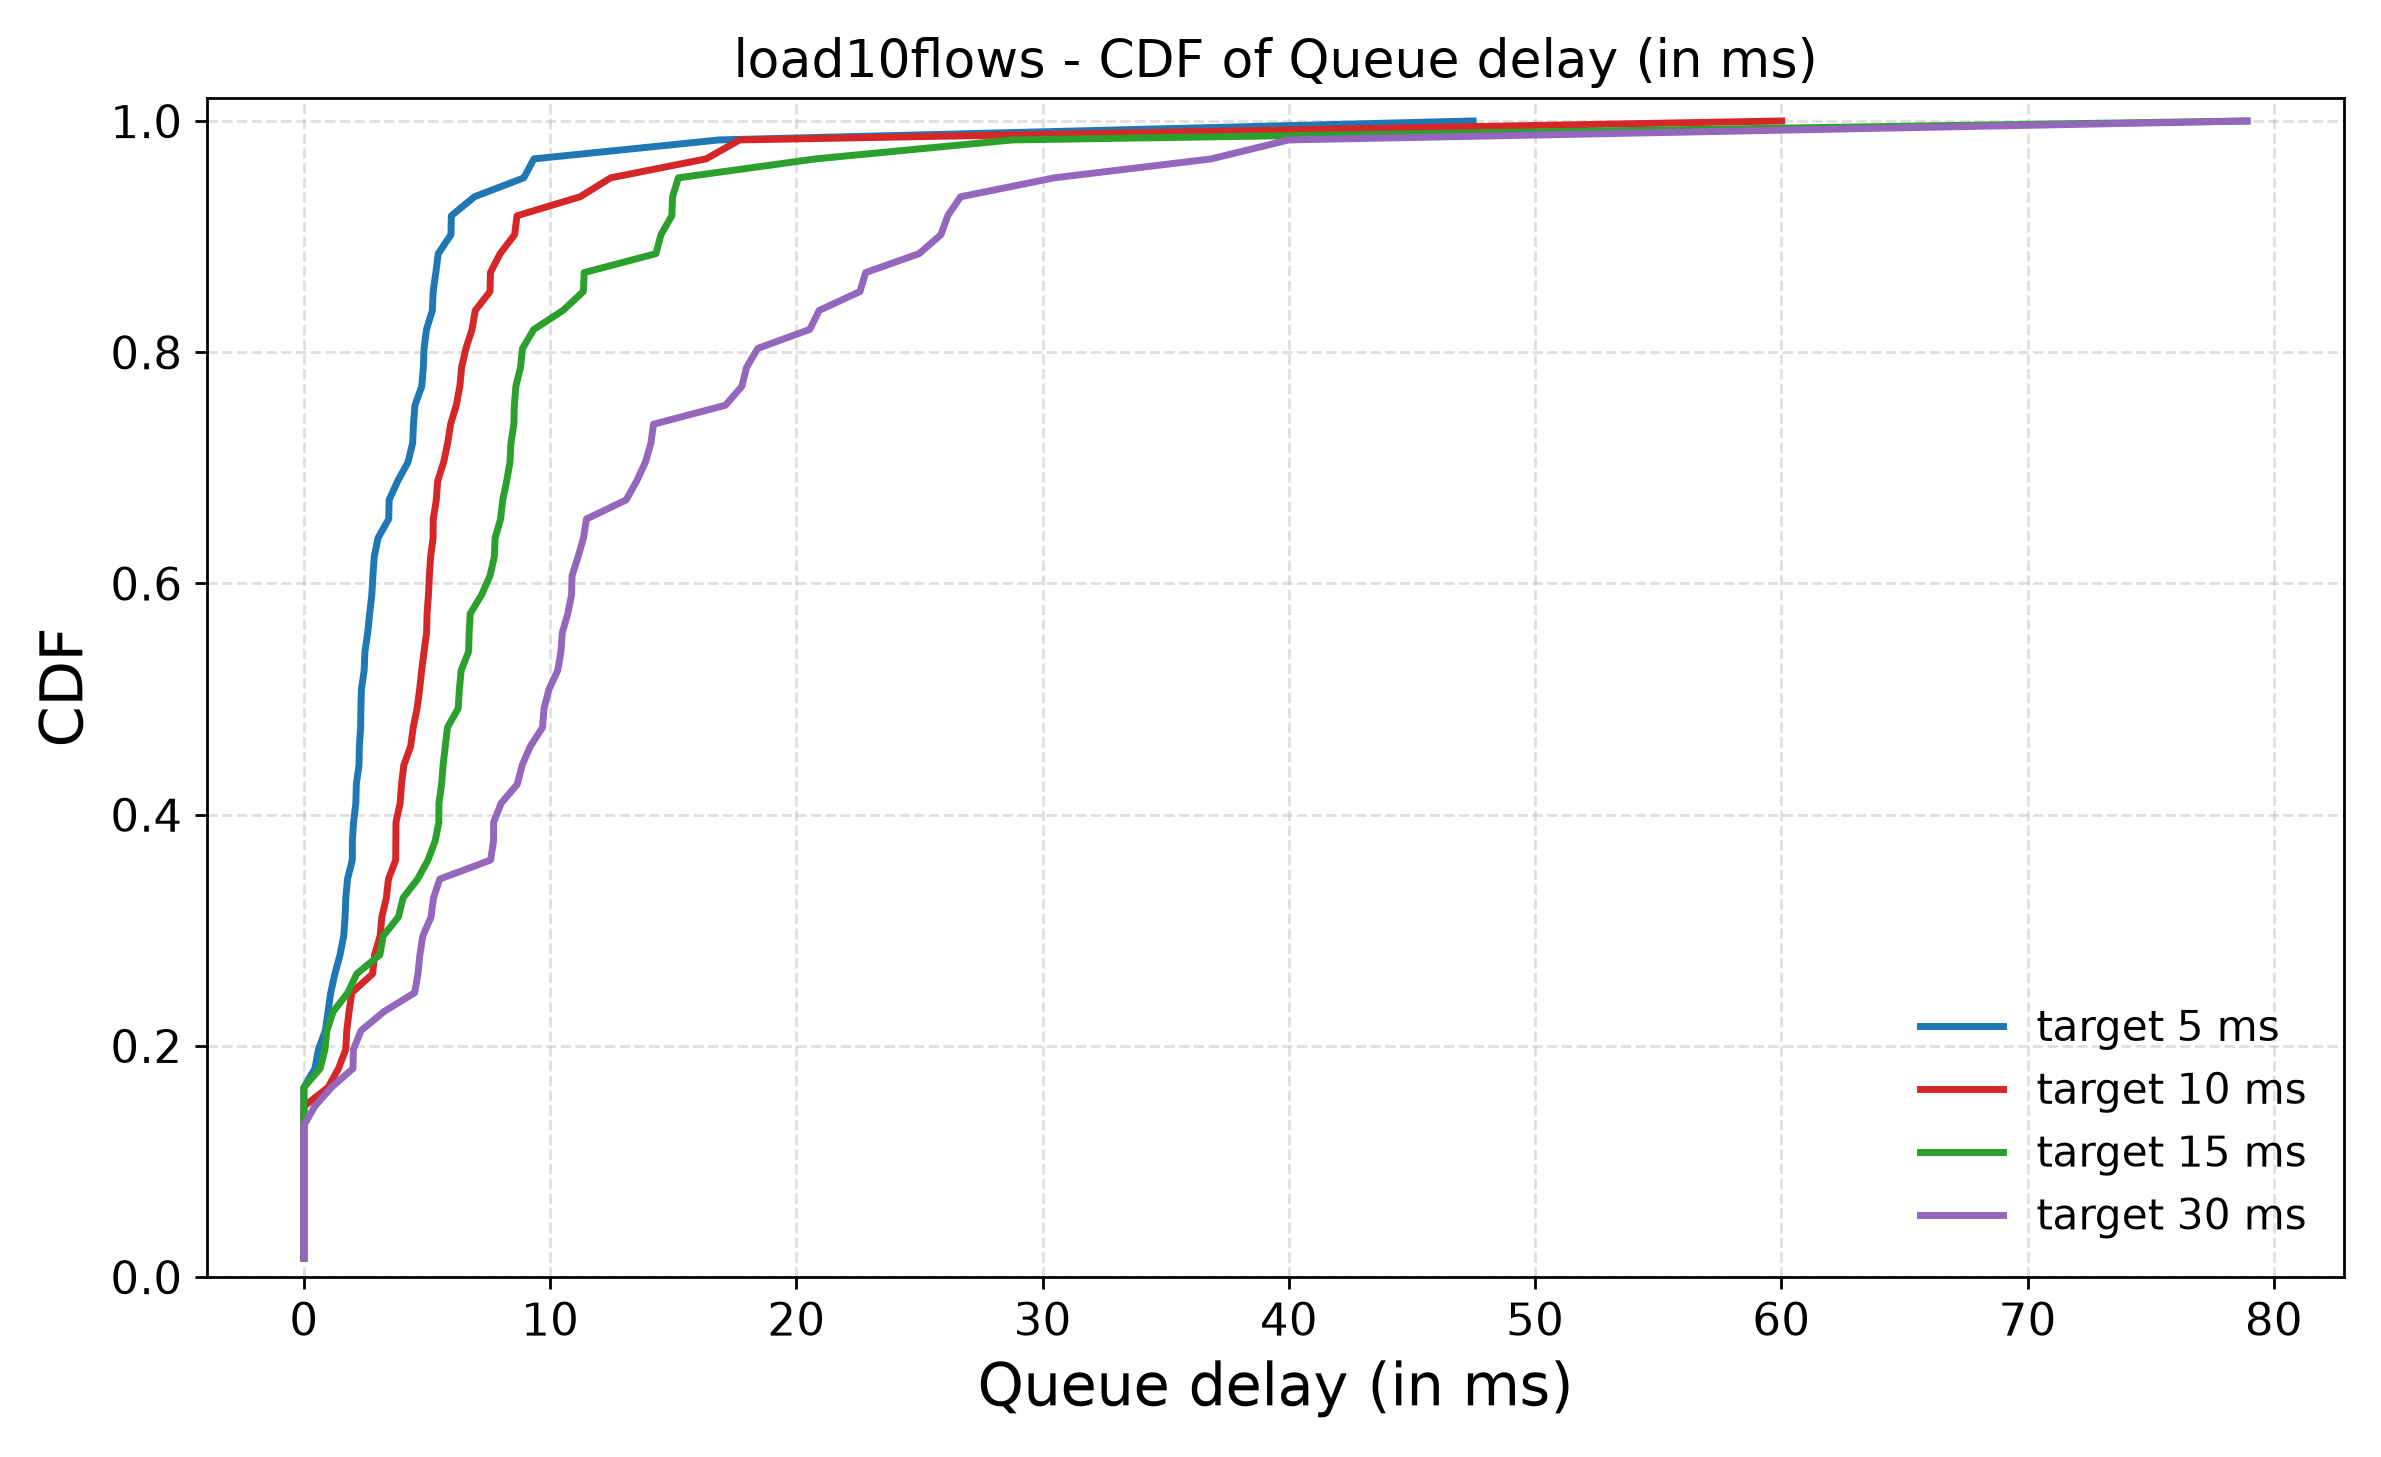 load10flows - CDF of Queue delay (in ms)
1.0
0.8
0.6
0.4
0.2
0.0
CDF
0 10 20 30 40 50 60 70 80
Queue delay (in ms)
target 5 ms
target 10 ms
target 15 ms
target 30 ms